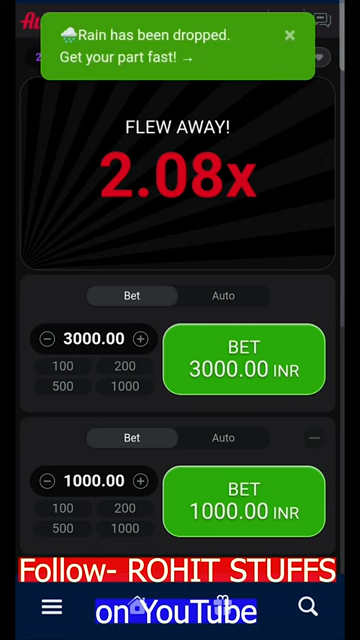 Rain has been dropped.
Get your part fast! →
FLEW AWAY!
2.08x
Bet
Auto
3000.00
BET
3000.00 INR
100
200
500
1000
Bet
Auto
1000.00
BET
1000.00 INR
100
200
500
1000
Follow- ROHIT STUFFS
on YouTube